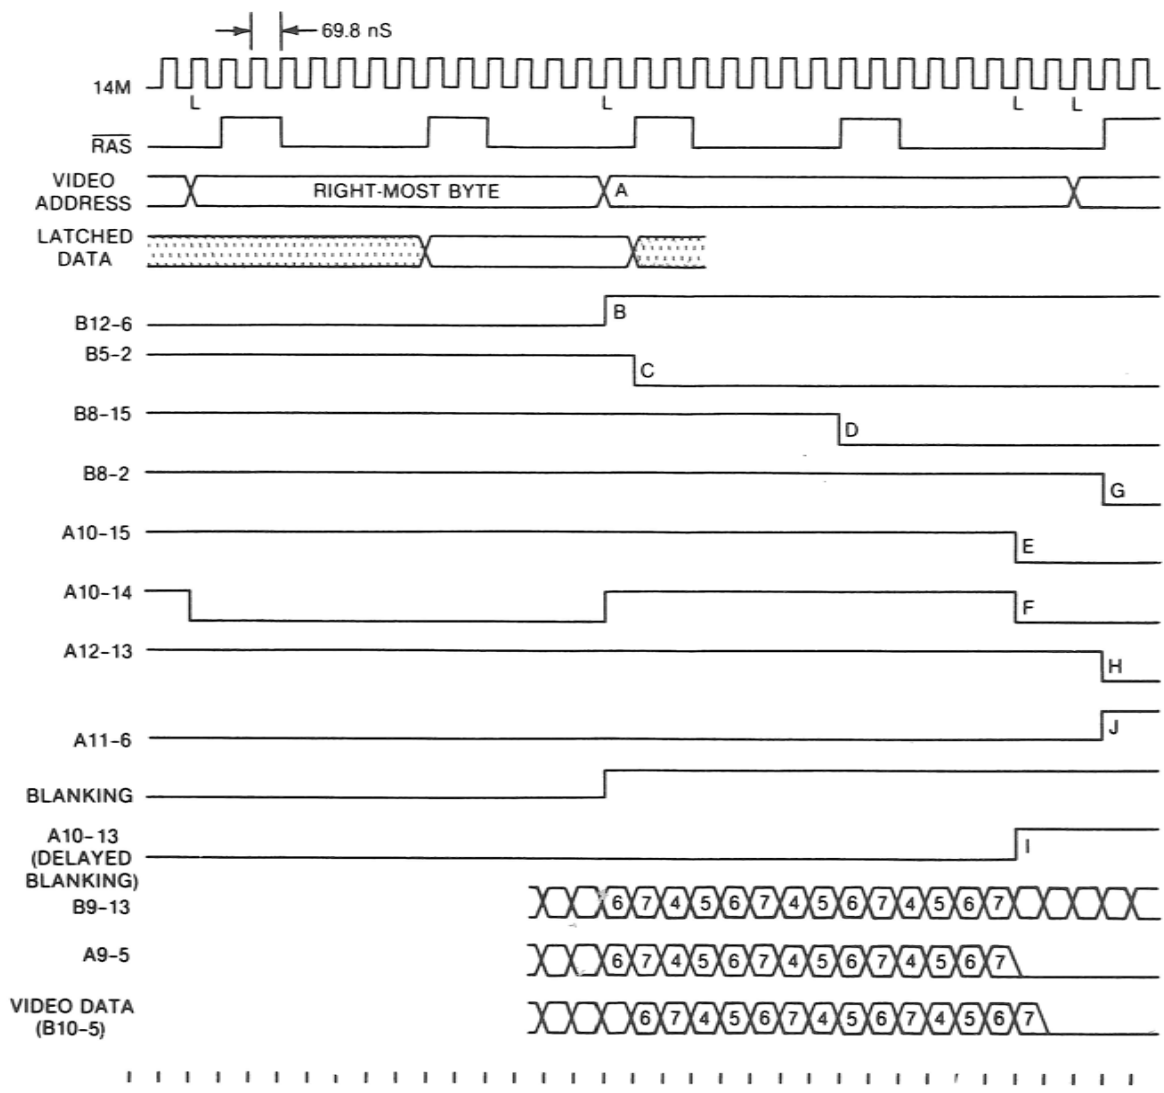 69.8 nS
14M
L L L L
RAS
VIDEO
ADDRESS
RIGHT-MOST BYTE
A
LATCHED
DATA
B12-6
B
B5-2
C
B8-15
D
B8-2
G
A10-15
E
A10-14
F
A12-13
H
A11-6
J
BLANKING
A10-13
(DELAYED
BLANKING)
I
B9-13
6 7 4 5 6 7 4 5 6 7 4 5 6 7
A9-5
6 7 4 5 6 7 4 5 6 7 4 5 6 7
VIDEO DATA
(B10-5)
6 7 4 5 6 7 4 5 6 7 4 5 6 7